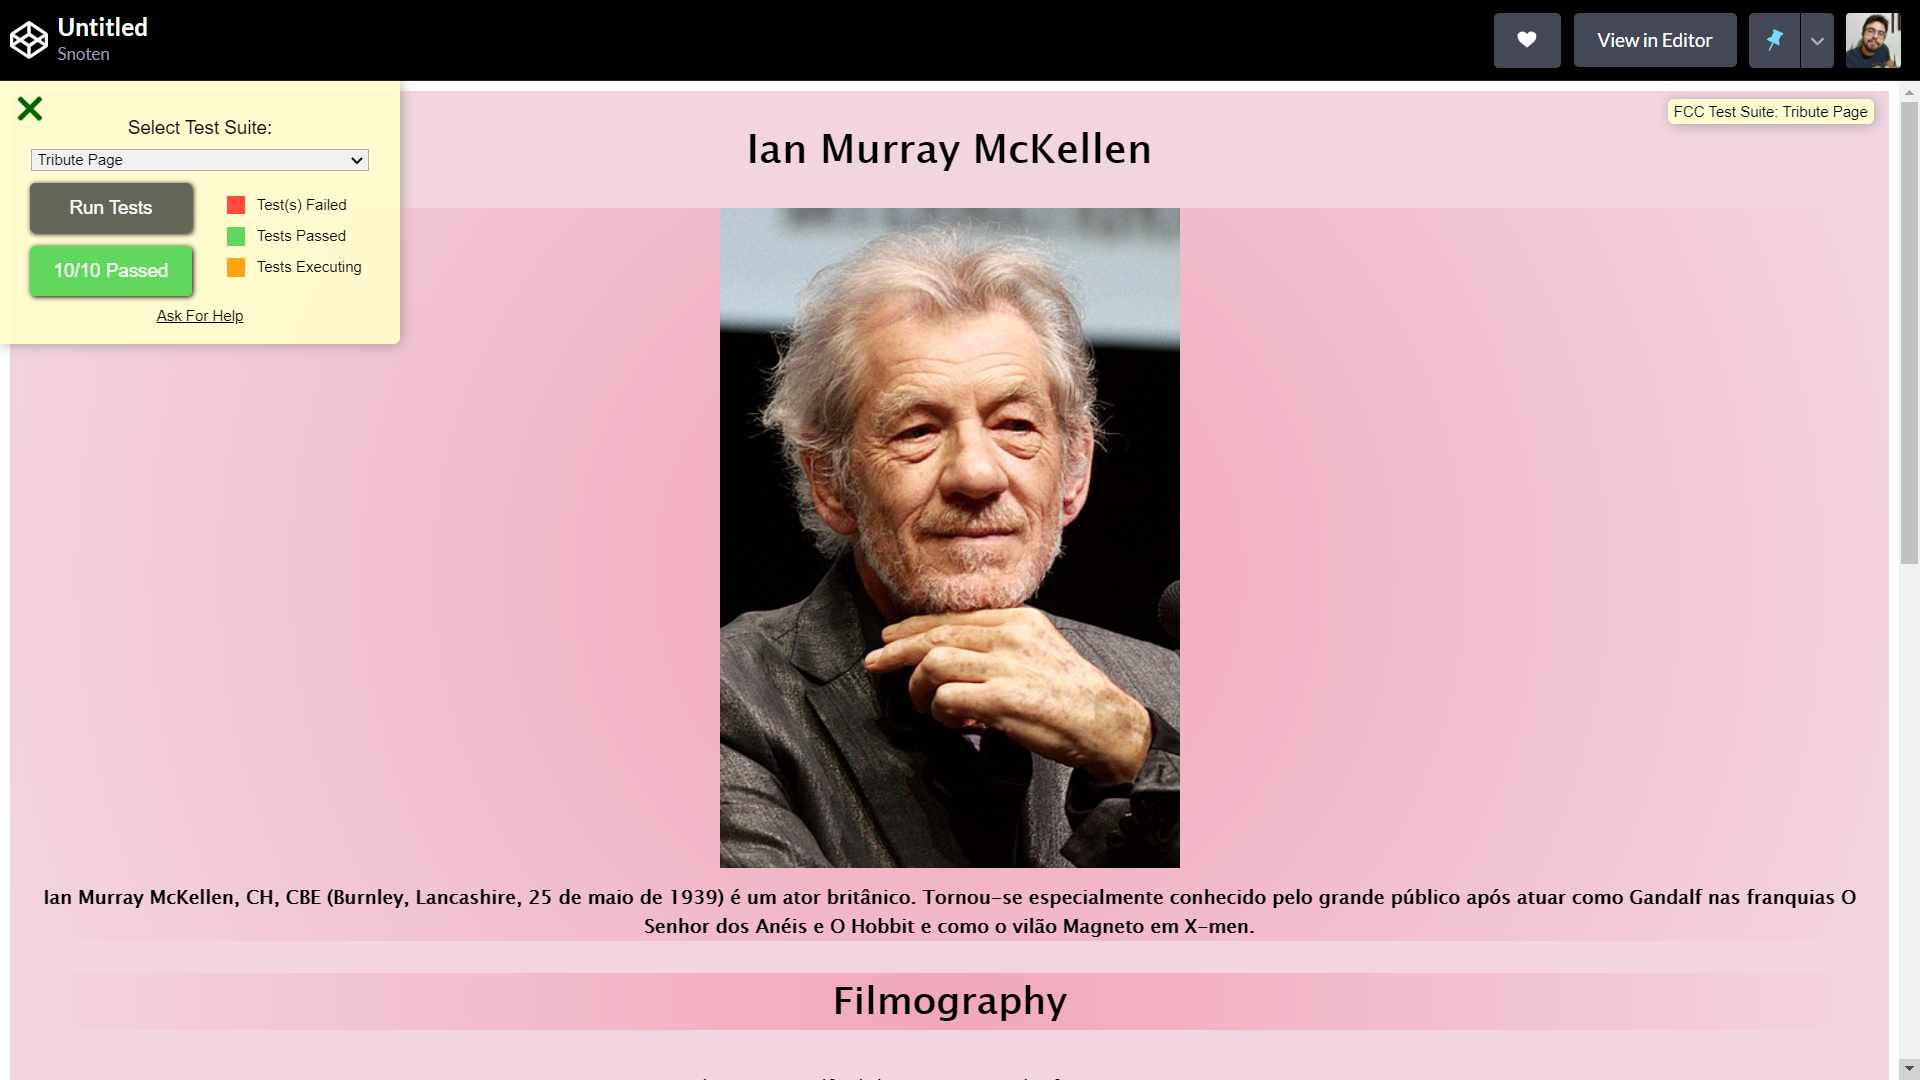 Untitled
Snoten
View in Editor
Select Test Suite:
Tribute Page
Run Tests
10/10 Passed
Test(s) Failed
Tests Passed
Tests Executing
Ask For Help
FCC Test Suite: Tribute Page
Ian Murray McKellen
Ian Murray McKellen, CH, CBE (Burnley, Lancashire, 25 de maio de 1939) é um ator britânico. Tornou-se especialmente conhecido pelo grande público após atuar como Gandalf nas franquias O
Senhor dos Anéis e O Hobbit e como o vilão Magneto em X-men.
Filmography